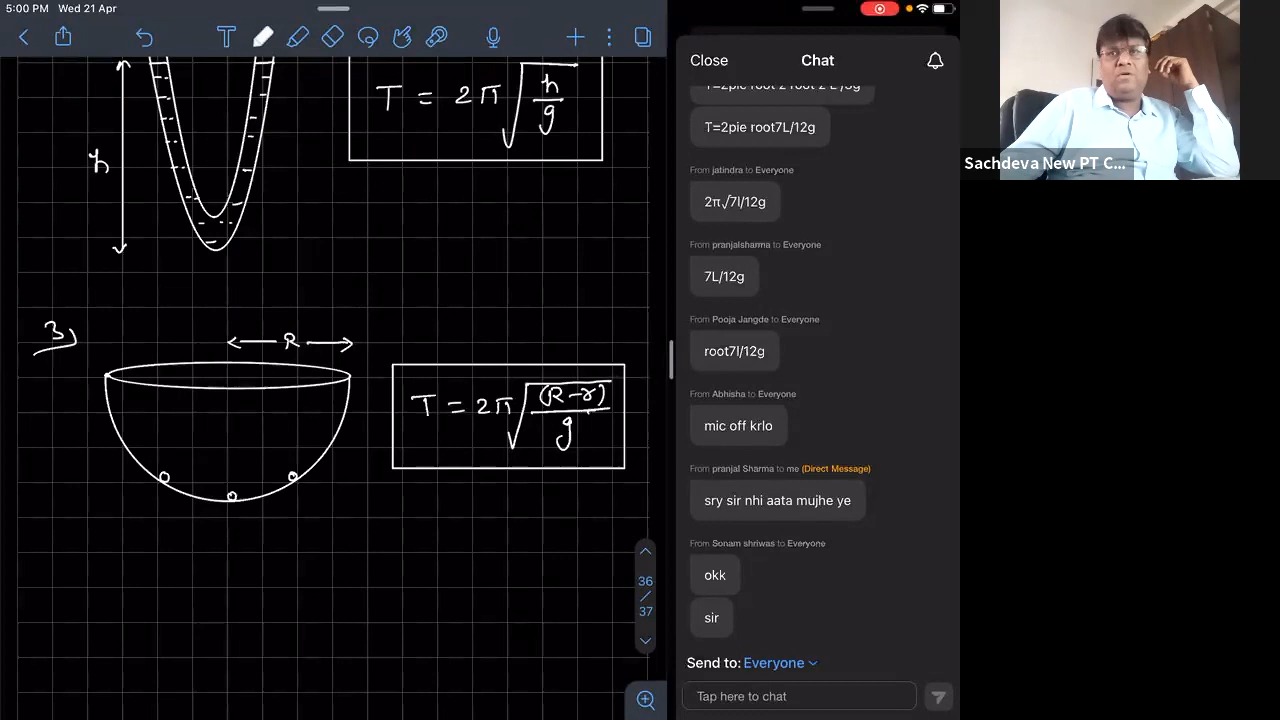 5:00 PM Wed 21 Apr
T = 2π √h/g
h
3)
R
T = 2π √(R-r)/g
36
/
37
Close
Chat
T=2pie root7L/12g
From jatindra to Everyone
2π√7l/12g
From pranjalsharma to Everyone
7L/12g
From Pooja Jangde to Everyone
root7l/12g
From Abhisha to Everyone
mic off krlo
From pranjal Sharma to me (Direct Message)
sry sir nhi aata mujhe ye
From Sonam shriwas to Everyone
okk
sir
Send to: Everyone
Tap here to chat
Sachdeva New PT C...